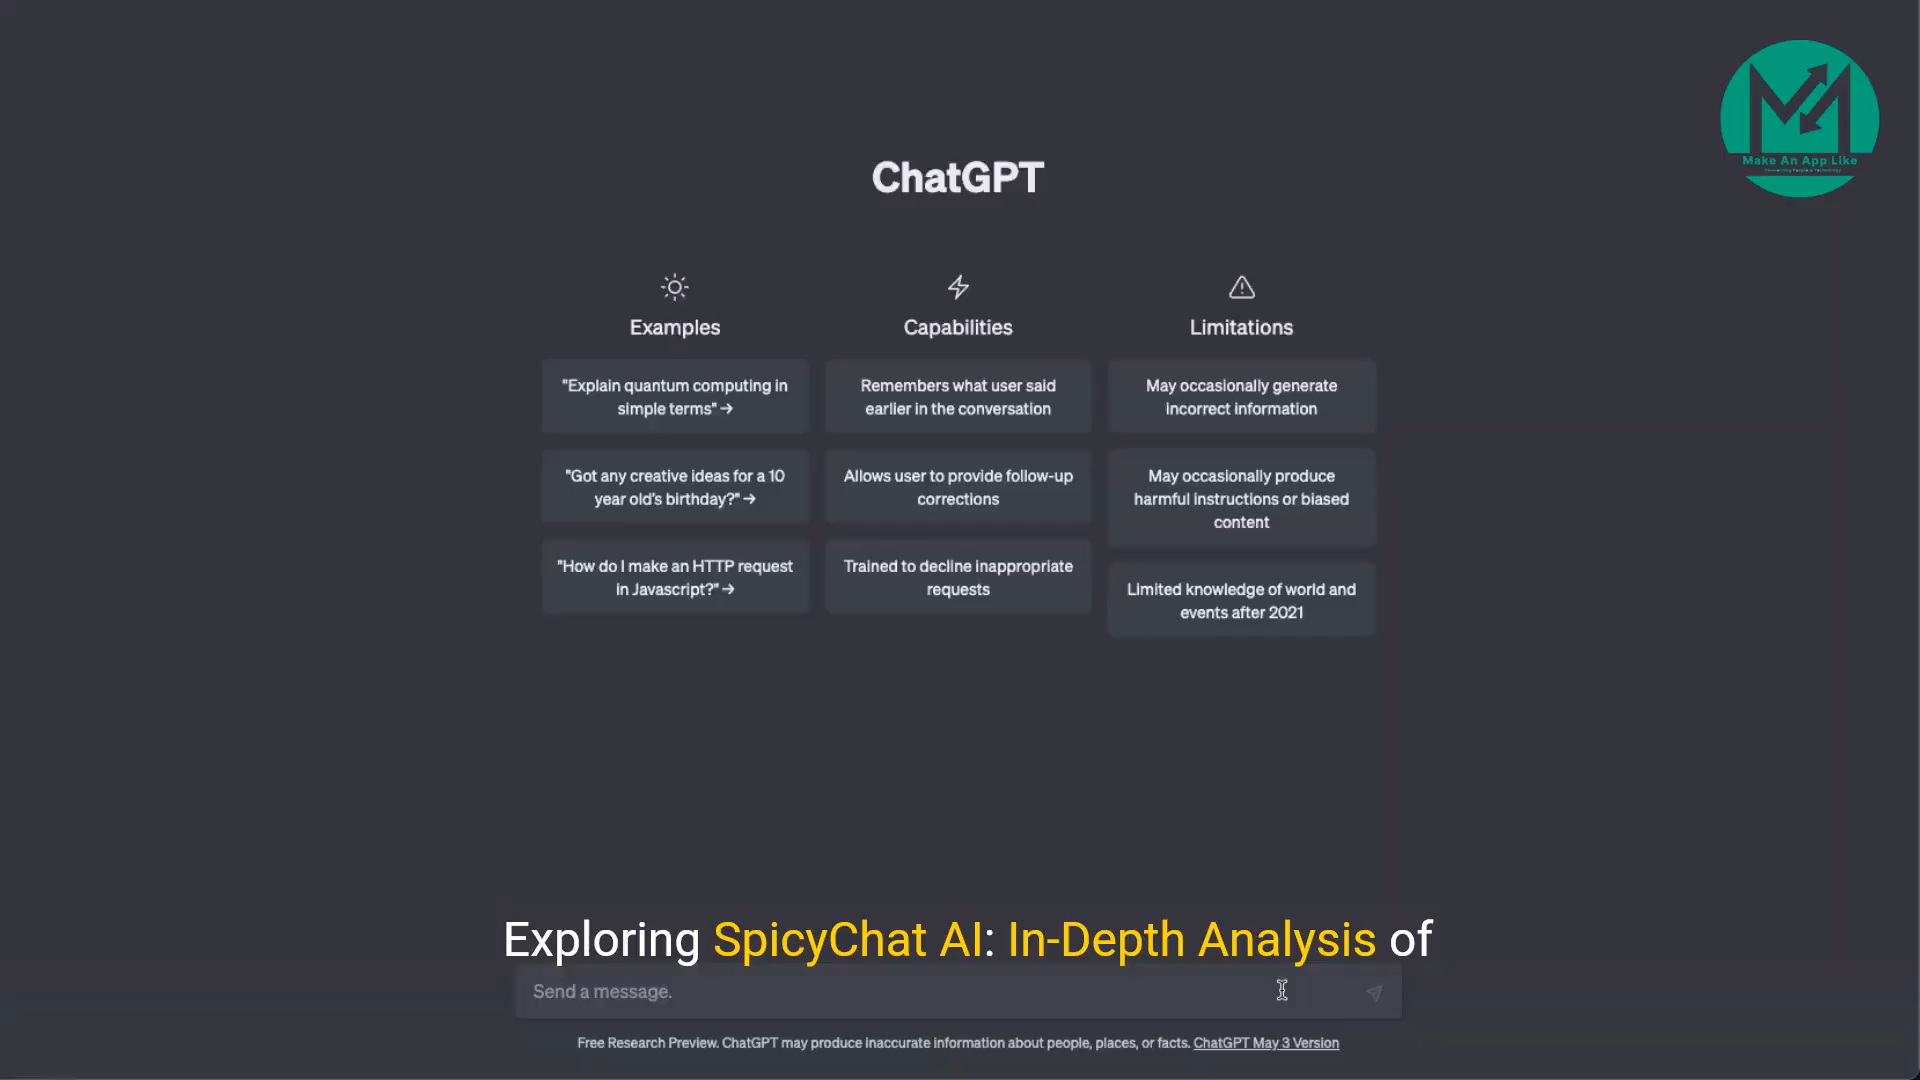 Make An App Like
ChatGPT
Examples
"Explain quantum computing in
simple terms" →
"Got any creative ideas for a 10
year old's birthday?" →
"How do I make an HTTP request
in Javascript?" →
Capabilities
Remembers what user said
earlier in the conversation
Allows user to provide follow-up
corrections
Trained to decline inappropriate
requests
Limitations
May occasionally generate
incorrect information
May occasionally produce
harmful instructions or biased
content
Limited knowledge of world and
events after 2021
Exploring SpicyChat AI: In-Depth Analysis of
Send a message.
Free Research Preview. ChatGPT may produce inaccurate information about people, places, or facts. ChatGPT May 3 Version